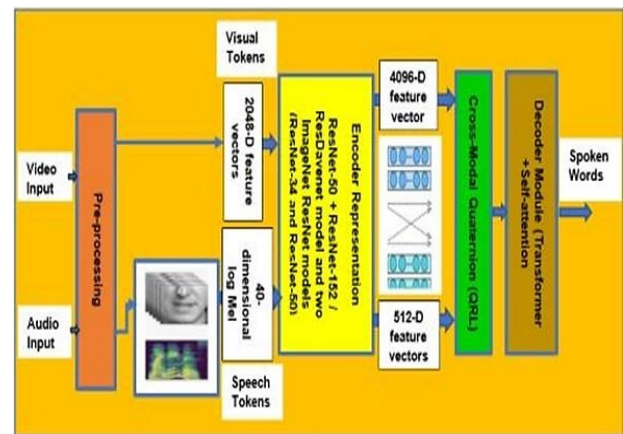 Video
Input
Audio
Input
Pre-processing
Visual
Tokens
2048-D feature
vectors
40-
dimensional
log Mel
Speech
Tokens
Encoder Representation
ResNet-50 + ResNet-152 /
ResDavenet model and two
ImageNet ResNet models
(ResNet-34 and ResNet-50)
4096-D
feature
vector
512-D
feature
vectors
Cross-Modal Quaternion (QRL)
Decoder Module (Transformer
+Self-attention
Spoken
Words